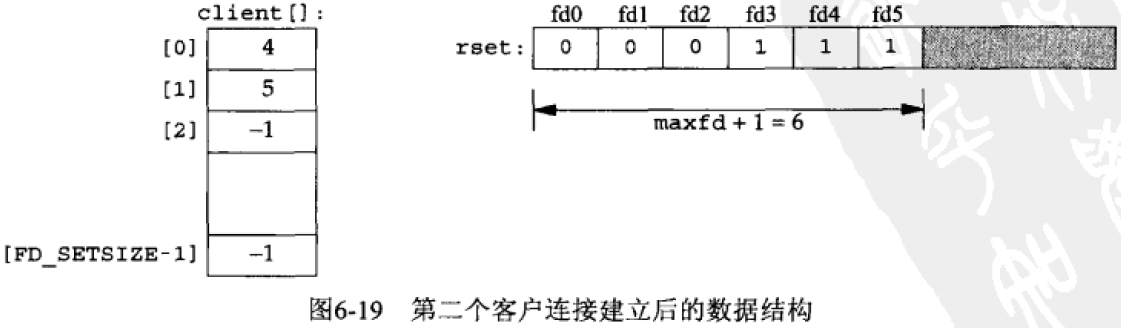 client[]:
[0] 4
[1] 5
[2] −1
[FD_SETSIZE-1] −1
fd0 fd1 fd2 fd3 fd4 fd5
rset: 0 0 0 1 1 1
maxfd + 1 = 6
图6-19 第二个客户连接建立后的数据结构